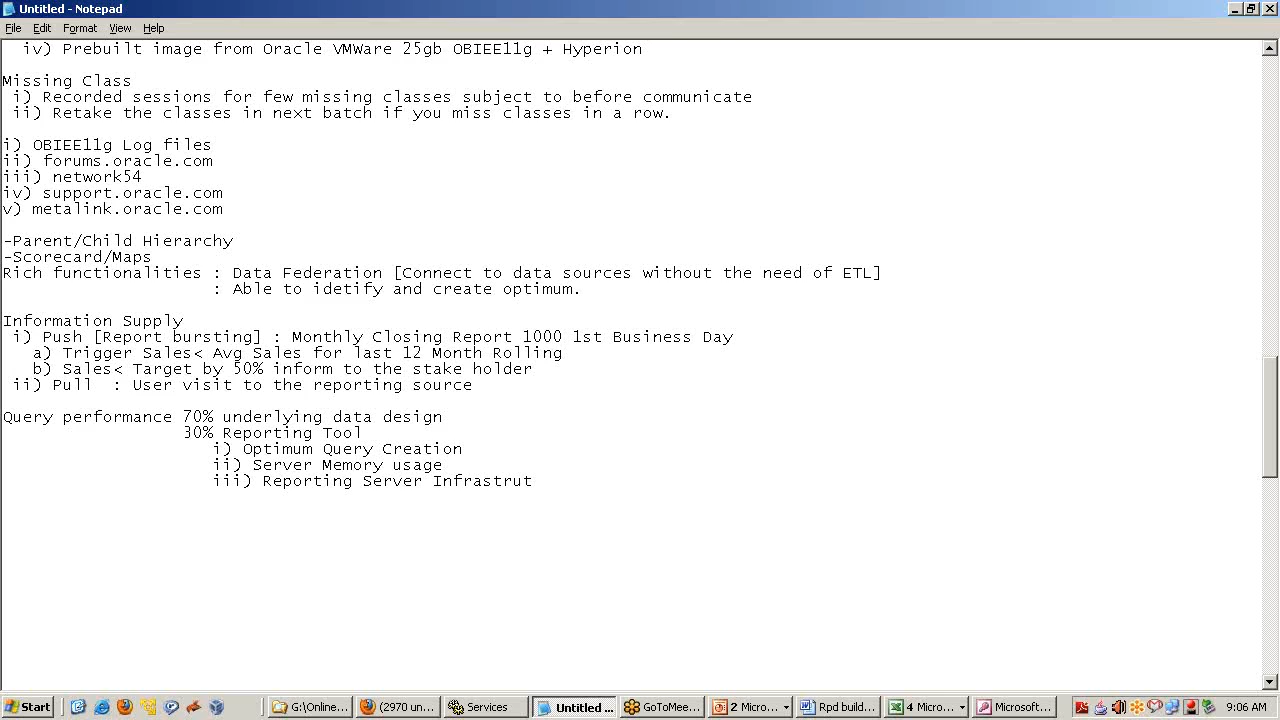 Untitled - Notepad
File Edit Format View Help
iv) Prebuilt image from Oracle VMWare 25gb OBIEE11g + Hyperion
Missing Class
i) Recorded sessions for few missing classes subject to before communicate
ii) Retake the classes in next batch if you miss classes in a row.
i) OBIEE11g Log files
ii) forums.oracle.com
iii) network54
iv) support.oracle.com
v) metalink.oracle.com
-Parent/Child Hierarchy
-Scorecard/Maps
Rich functionalities : Data Federation [Connect to data sources without the need of ETL]
: Able to idetify and create optimum.
Information Supply
i) Push [Report bursting] : Monthly Closing Report 1000 1st Business Day
a) Trigger Sales< Avg Sales for last 12 Month Rolling
b) Sales< Target by 50% inform to the stake holder
ii) Pull : User visit to the reporting source
Query performance 70% underlying data design
30% Reporting Tool
i) Optimum Query Creation
ii) Server Memory usage
iii) Reporting Server Infrastrut
Start G:\Online... (2970 un... Services Untitled ... GoToMee... 2 Micro... Rpd build... 4 Micro... Microsoft... 9:06 AM